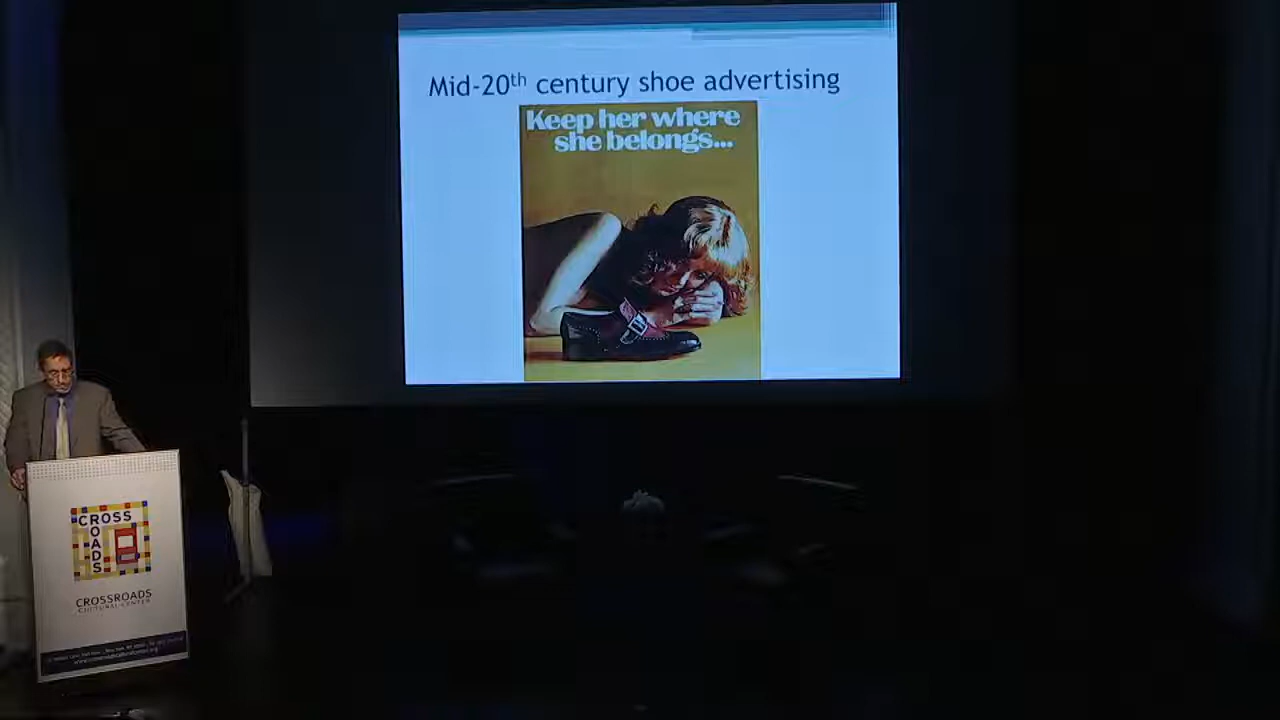 Mid-20th century shoe advertising
Keep her where
she belongs...
CROSS
ROADS
CROSSROADS
CULTURAL CENTER